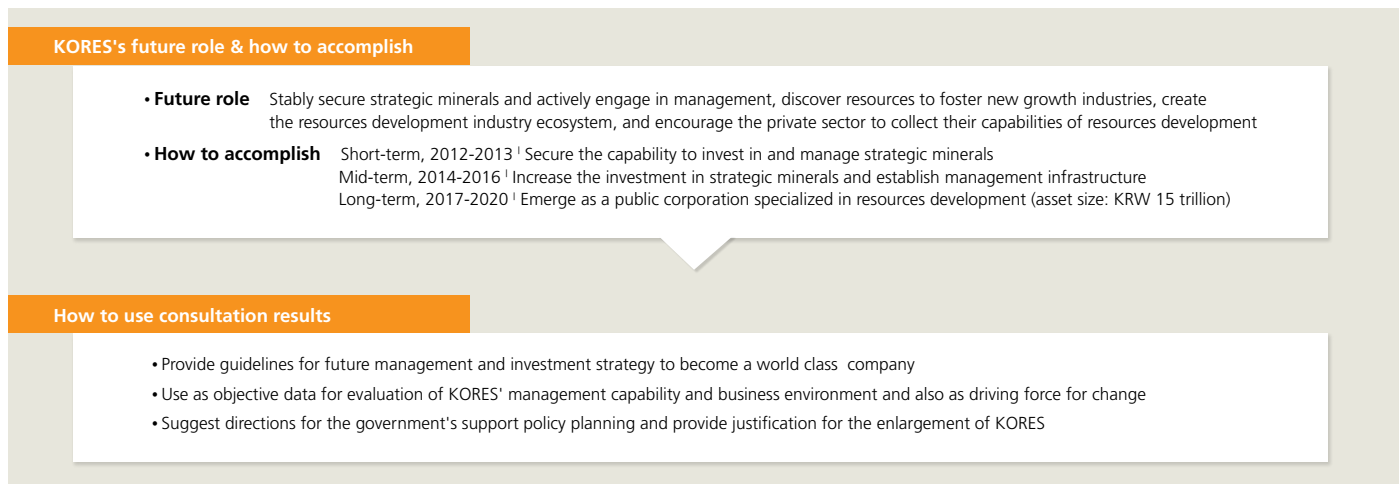 KORES's future role & how to accomplish
• Future role Stably secure strategic minerals and actively engage in management, discover resources to foster new growth industries, create
the resources development industry ecosystem, and encourage the private sector to collect their capabilities of resources development
• How to accomplish Short-term, 2012-2013 | Secure the capability to invest in and manage strategic minerals
Mid-term, 2014-2016 | Increase the investment in strategic minerals and establish management infrastructure
Long-term, 2017-2020 | Emerge as a public corporation specialized in resources development (asset size: KRW 15 trillion)
How to use consultation results
• Provide guidelines for future management and investment strategy to become a world class company
• Use as objective data for evaluation of KORES' management capability and business environment and also as driving force for change
• Suggest directions for the government's support policy planning and provide justification for the enlargement of KORES